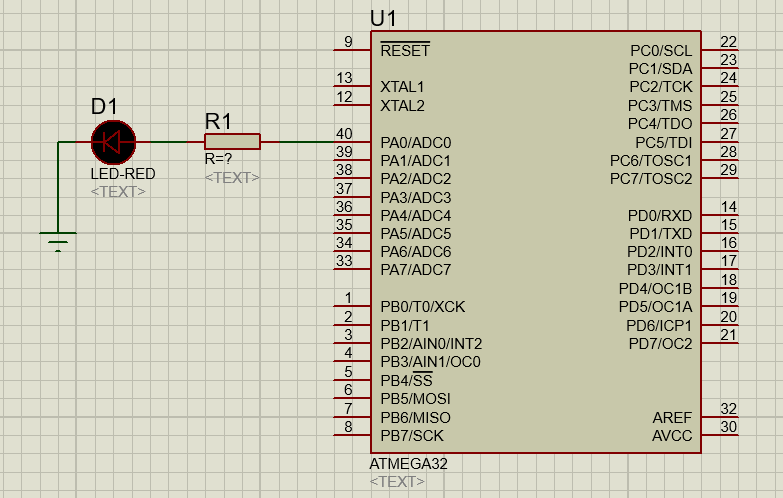 U1
9 RESET PC0/SCL 22
PC1/SDA 23
13 XTAL1 PC2/TCK 24
12 XTAL2 PC3/TMS 25
PC4/TDO 26
D1 R1 40 PA0/ADC0 PC5/TDI 27
R=? 39 PA1/ADC1 PC6/TOSC1 28
LED-RED <TEXT> 38 PA2/ADC2 PC7/TOSC2 29
<TEXT> 37 PA3/ADC3
36 PA4/ADC4 PD0/RXD 14
35 PA5/ADC5 PD1/TXD 15
34 PA6/ADC6 PD2/INT0 16
33 PA7/ADC7 PD3/INT1 17
PD4/OC1B 18
1 PB0/T0/XCK PD5/OC1A 19
2 PB1/T1 PD6/ICP1 20
3 PB2/AIN0/INT2 PD7/OC2 21
4 PB3/AIN1/OC0
5 PB4/SS
6 PB5/MOSI
7 PB6/MISO AREF 32
8 PB7/SCK AVCC 30
ATMEGA32
<TEXT>